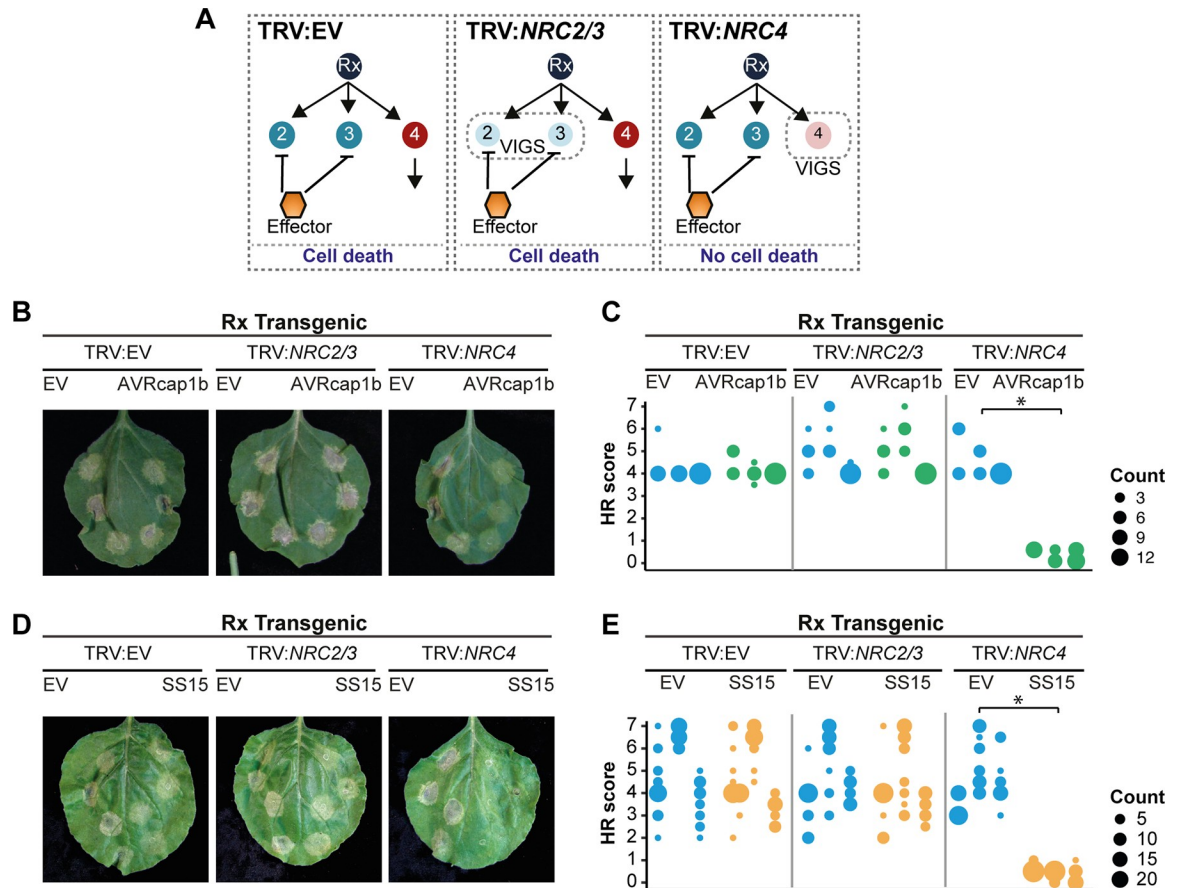 A
TRV:EV TRV:NRC2/3 TRV:NRC4
Rx Rx Rx
2 3 4 2 3 4 2 3 4
VIGS VIGS
Effector Effector Effector
Cell death Cell death No cell death
B
Rx Transgenic
TRV:EV TRV:NRC2/3 TRV:NRC4
EV AVRcap1b EV AVRcap1b EV AVRcap1b
C
Rx Transgenic
TRV:EV TRV:NRC2/3 TRV:NRC4
EV AVRcap1b EV AVRcap1b EV AVRcap1b
*
HR score
7
6
5
4
3
2
1
0
Count
3
6
9
12
D
Rx Transgenic
TRV:EV TRV:NRC2/3 TRV:NRC4
EV SS15 EV SS15 EV SS15
E
Rx Transgenic
TRV:EV TRV:NRC2/3 TRV:NRC4
EV SS15 EV SS15 EV SS15
*
HR score
7
6
5
4
3
2
1
0
Count
5
10
15
20